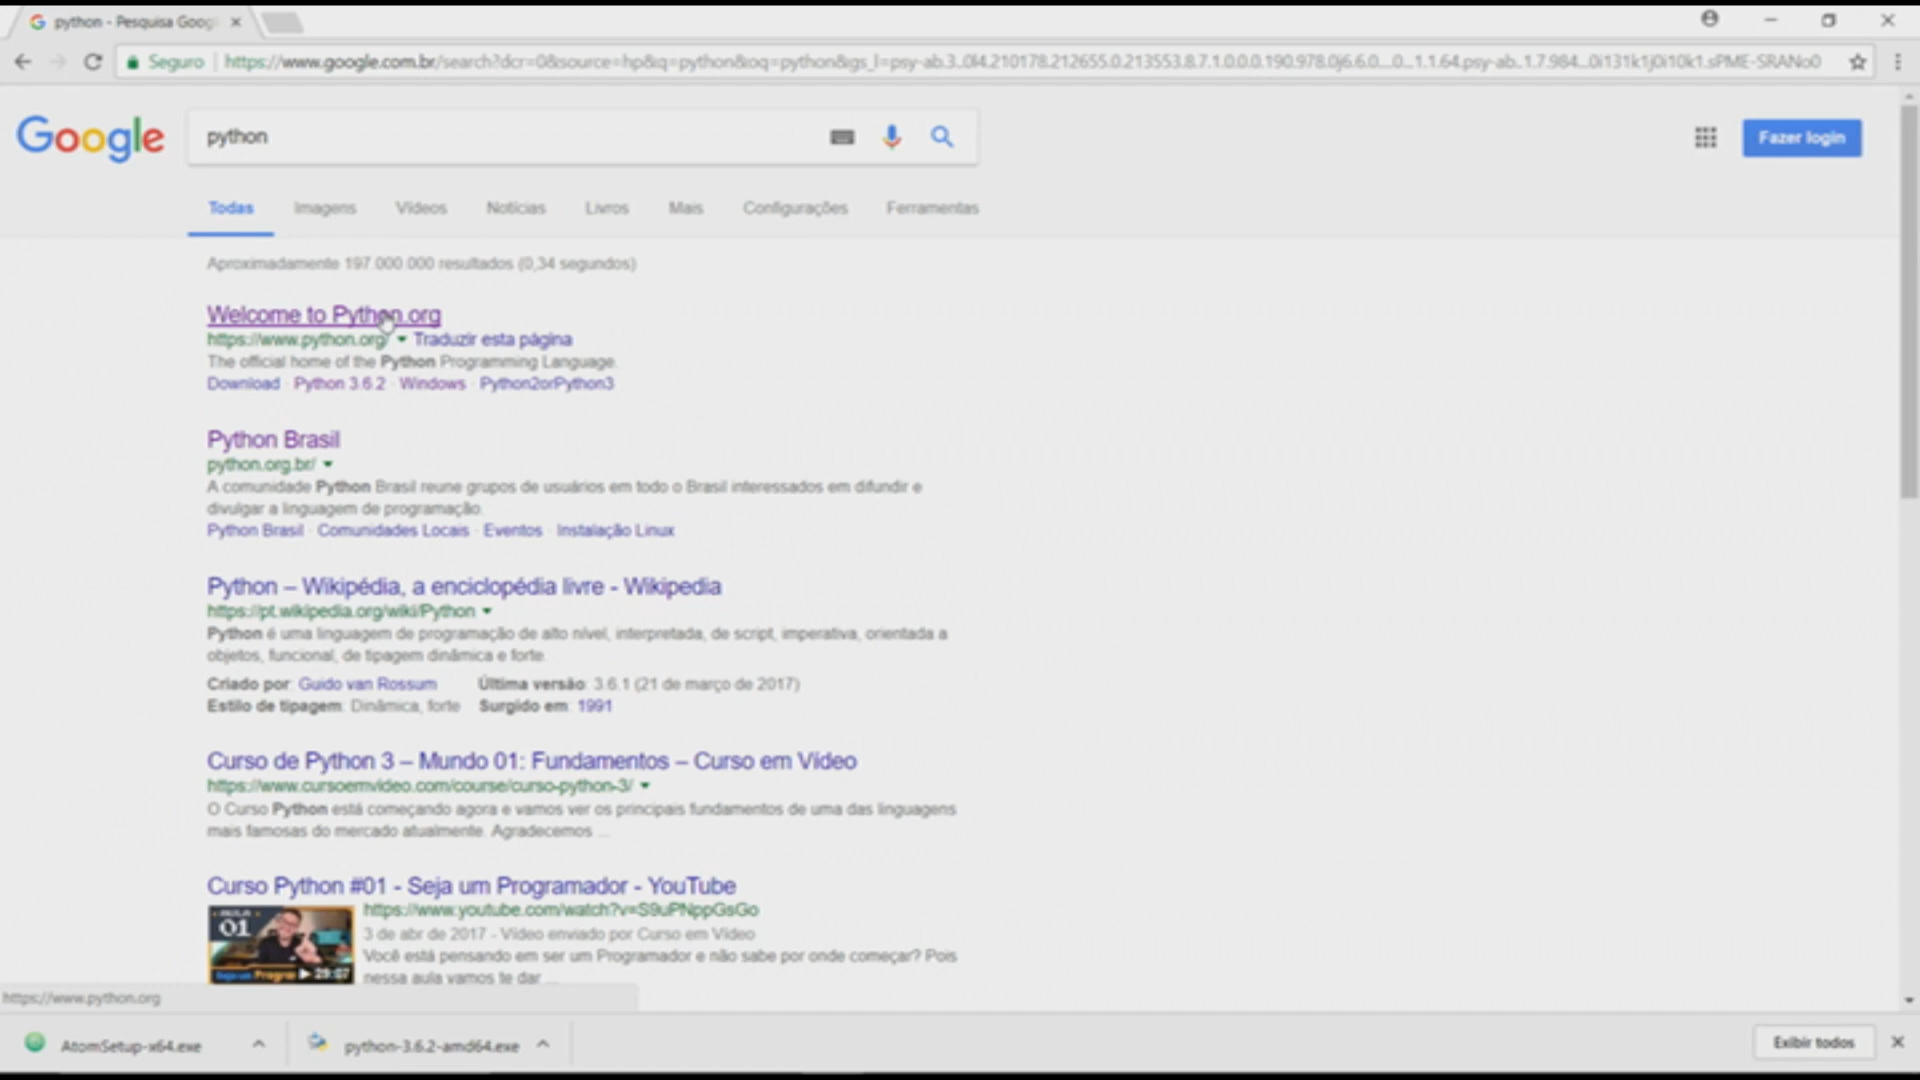 python - Pesquisa Goog
Seguro https://www.google.com.br/search?dcr=0&source=hp&q=python&oq=python&gs_l=psy-ab.3..0l4.210178.212655.0.213553.8.7.1.0.0.0.190.978.0j6.6.0....0...1.1.64.psy-ab..1.7.984...0i131k1j0i10k1.sPME-SRANo0
Google python Fazer login
Todas Imagens Vídeos Notícias Livros Mais Configurações Ferramentas
Aproximadamente 197.000.000 resultados (0,34 segundos)
Welcome to Python.org
https://www.python.org/ Traduzir esta página
The official home of the Python Programming Language.
Download · Python 3.6.2 · Windows · Python2orPython3
Python Brasil
python.org.br/
A comunidade Python Brasil reune grupos de usuários em todo o Brasil interessados em difundir e
divulgar a linguagem de programação.
Python Brasil · Comunidades Locais · Eventos · Instalação Linux
Python – Wikipédia, a enciclopédia livre - Wikipedia
https://pt.wikipedia.org/wiki/Python
Python é uma linguagem de programação de alto nível, interpretada, de script, imperativa, orientada a
objetos, funcional, de tipagem dinâmica e forte.
Criado por: Guido van Rossum Última versão: 3.6.1 (21 de março de 2017)
Estilo de tipagem: Dinâmica, forte Surgido em: 1991
Curso de Python 3 – Mundo 01: Fundamentos – Curso em Vídeo
https://www.cursoemvideo.com/course/curso-python-3/
O Curso Python está começando agora e vamos ver os principais fundamentos de uma das linguagens
mais famosas do mercado atualmente. Agradecemos ...
Curso Python #01 - Seja um Programador - YouTube
AULA
01
29:07
https://www.youtube.com/watch?v=S9uPNppGsGo
3 de abr de 2017 - Vídeo enviado por Curso em Vídeo
Você está pensando em ser um Programador e não sabe por onde começar? Pois
nessa aula vamos te dar ...
https://www.python.org
AtomSetup-x64.exe python-3.6.2-amd64.exe Exibir todos